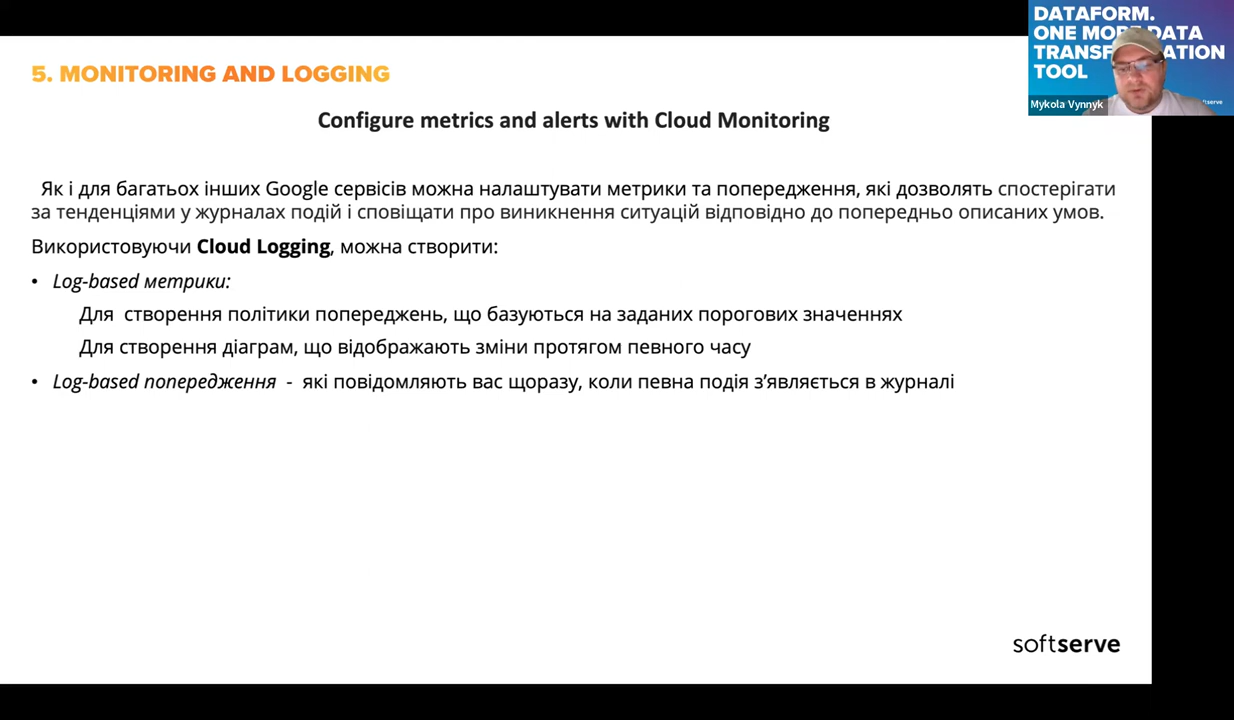 DATAFORM.
ONE MORE DATA
TRANSFORMATION
TOOL
Mykola Vynnyk
softserve
5. MONITORING AND LOGGING
Configure metrics and alerts with Cloud Monitoring
Як і для багатьох інших Google сервісів можна налаштувати метрики та попередження, які дозволять спостерігати
за тенденціями у журналах подій і сповіщати про виникнення ситуацій відповідно до попередньо описаних умов.
Використовуючи Cloud Logging, можна створити:
• Log-based метрики:
Для створення політики попереджень, що базуються на заданих порогових значеннях
Для створення діаграм, що відображають зміни протягом певного часу
• Log-based попередження - які повідомляють вас щоразу, коли певна подія з’являється в журналі
softserve